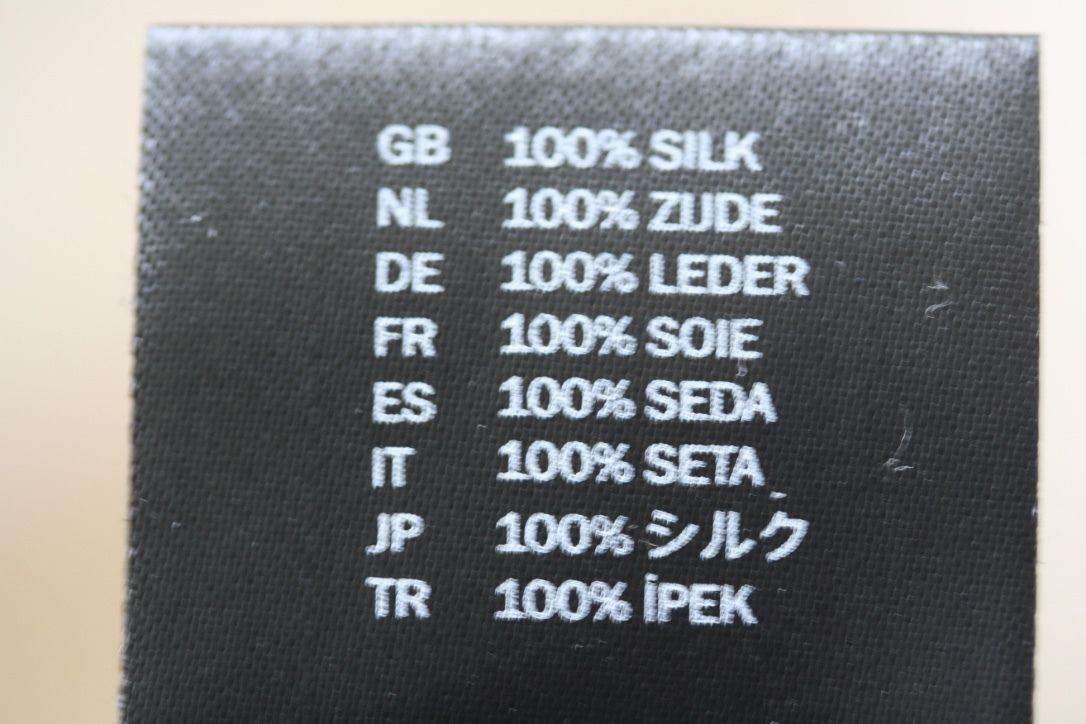 GB 100% SILK
NL 100% ZIJDE
DE 100% LEDER
FR 100% SOIE
ES 100% SEDA
IT 100% SETA
JP 100% シルク
TR 100% İPEK